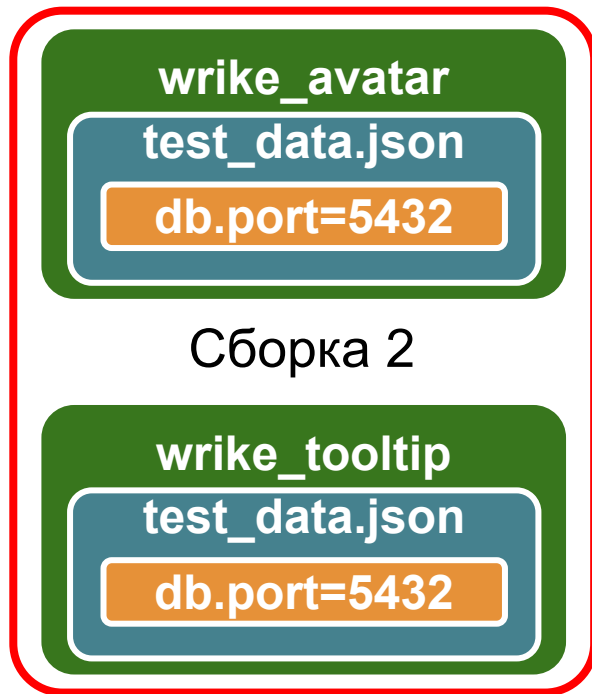 wrike_avatar
test_data.json
db.port=5432
Сборка 2
wrike_tooltip
test_data.json
db.port=5432